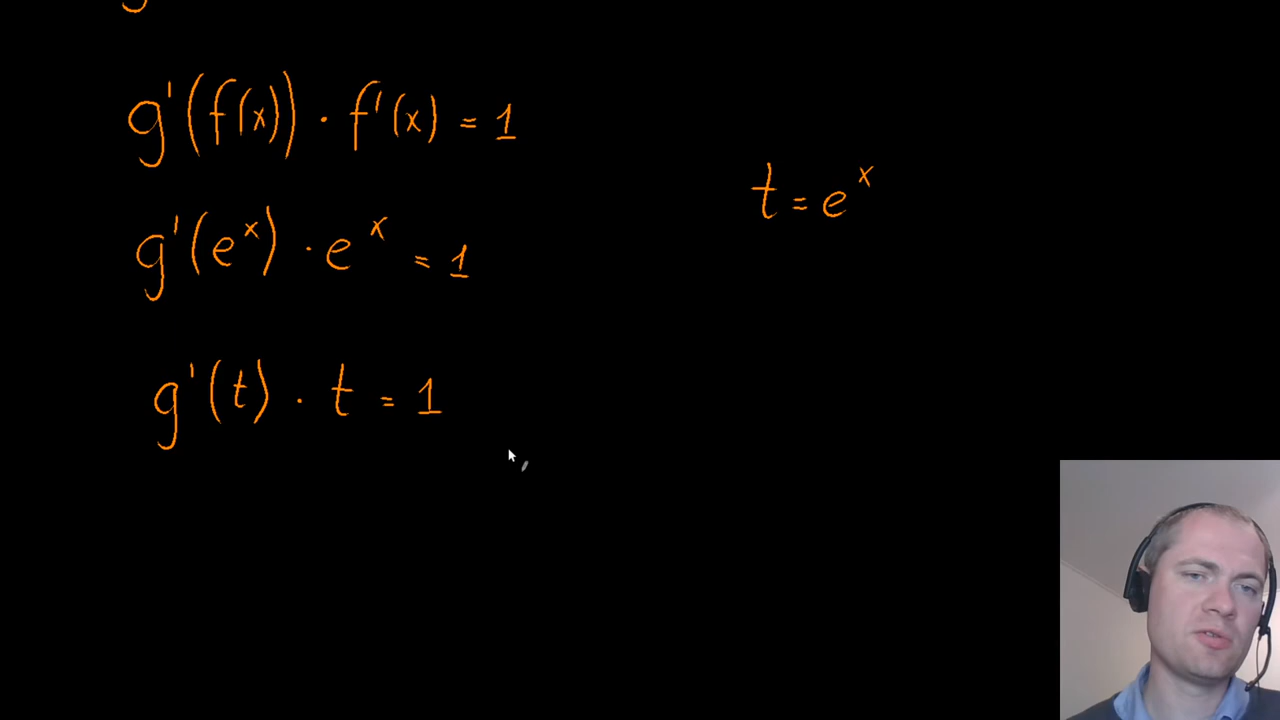 g'(f(x)) · f'(x) = 1
t = e^x
g'(e^x) · e^x = 1
g'(t) · t = 1